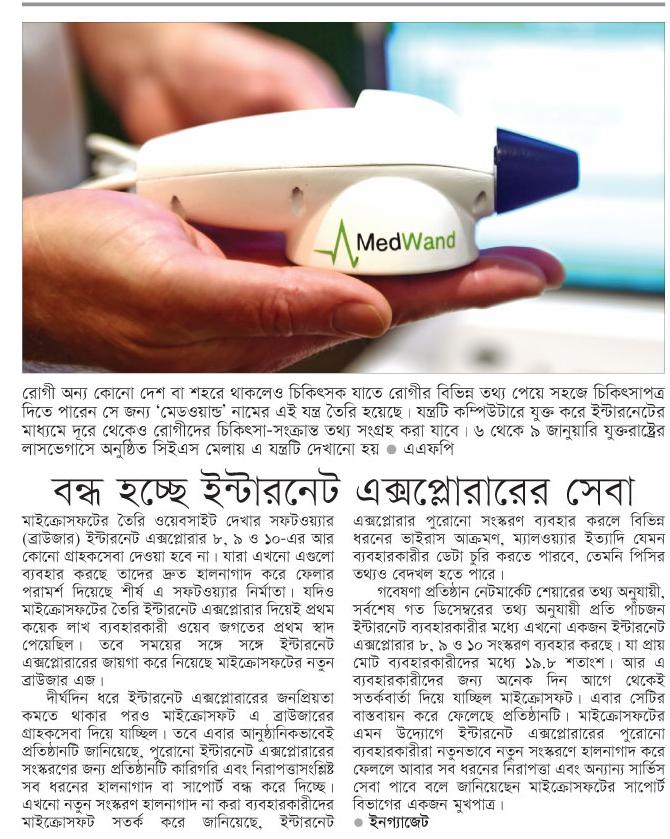 MedWand
রোগী অন্য কোনো দেশ বা শহরে থাকলেও চিকিৎসক যাতে রোগীর বিভিন্ন তথ্য পেয়ে সহজে চিকিৎসাপত্র
দিতে পারেন সে জন্য ‘মেডওয়ান্ড’ নামের এই যন্ত্র তৈরি হয়েছে। যন্ত্রটি কম্পিউটারে যুক্ত করে ইন্টারনেটের
মাধ্যমে দূরে থেকেও রোগীদের চিকিৎসা-সংক্রান্ত তথ্য সংগ্রহ করা যাবে। ৬ থেকে ৯ জানুয়ারি যুক্তরাষ্ট্রের
লাসভেগাসে অনুষ্ঠিত সিইএস মেলায় এ যন্ত্রটি দেখানো হয় ● এএফপি
বন্ধ হচ্ছে ইন্টারনেট এক্সপ্লোরারের সেবা
মাইক্রোসফটের তৈরি ওয়েবসাইট দেখার সফটওয়্যার
(ব্রাউজার) ইন্টারনেট এক্সপ্লোরার ৮, ৯ ও ১০-এর আর
কোনো গ্রাহকসেবা দেওয়া হবে না। যারা এখনো এগুলো
ব্যবহার করছে তাদের দ্রুত হালনাগাদ করে ফেলার
পরামর্শ দিয়েছে শীর্ষ এ সফটওয়্যার নির্মাতা। যদিও
মাইক্রোসফটের তৈরি ইন্টারনেট এক্সপ্লোরার দিয়েই প্রথম
কয়েক লাখ ব্যবহারকারী ওয়েব জগতের প্রথম স্বাদ
পেয়েছিল। তবে সময়ের সঙ্গে সঙ্গে ইন্টারনেট
এক্সপ্লোরারের জায়গা করে নিয়েছে মাইক্রোসফটের নতুন
ব্রাউজার এজ।
দীর্ঘদিন ধরে ইন্টারনেট এক্সপ্লোরারের জনপ্রিয়তা
কমতে থাকার পরও মাইক্রোসফট এ ব্রাউজারের
গ্রাহকসেবা দিয়ে যাচ্ছিল। তবে এবার আনুষ্ঠানিকভাবেই
প্রতিষ্ঠানটি জানিয়েছে, পুরোনো ইন্টারনেট এক্সপ্লোরারের
সংস্করণের জন্য প্রতিষ্ঠানটি কারিগরি এবং নিরাপত্তাসংশ্লিষ্ট
সব ধরনের হালনাগাদ বা সাপোর্ট বন্ধ করে দিচ্ছে।
এখনো নতুন সংস্করণ হালনাগাদ না করা ব্যবহারকারীদের
মাইক্রোসফট সতর্ক করে জানিয়েছে, ইন্টারনেট
এক্সপ্লোরার পুরোনো সংস্করণ ব্যবহার করলে বিভিন্ন
ধরনের ভাইরাস আক্রমণ, ম্যালওয়্যার ইত্যাদি যেমন
ব্যবহারকারীর ডেটা চুরি করতে পারবে, তেমনি পিসির
তথ্যও বেদখল হতে পারে।
গবেষণা প্রতিষ্ঠান নেটমার্কেট শেয়ারের তথ্য অনুযায়ী,
সর্বশেষ গত ডিসেম্বরের তথ্য অনুযায়ী প্রতি পাঁচজন
ইন্টারনেট ব্যবহারকারীর মধ্যে এখনো একজন ইন্টারনেট
এক্সপ্লোরার ৮, ৯ ও ১০ সংস্করণ ব্যবহার করছে। যা প্রায়
মোট ব্যবহারকারীদের মধ্যে ১৯.৮ শতাংশ। আর এ
ব্যবহারকারীদের জন্য অনেক দিন আগে থেকেই
সতর্কবার্তা দিয়ে যাচ্ছিল মাইক্রোসফট। এবার সেটির
বাস্তবায়ন করে ফেলেছে প্রতিষ্ঠানটি। মাইক্রোসফটের
এমন উদ্যোগে ইন্টারনেট এক্সপ্লোরারের পুরোনো
ব্যবহারকারীরা নতুনভাবে নতুন সংস্করণে হালনাগাদ করে
ফেললে আবার সব ধরনের নিরাপত্তা এবং অন্যান্য সার্ভিস
সেবা পাবে বলে জানিয়েছেন মাইক্রোসফটের সাপোর্ট
বিভাগের একজন মুখপাত্র।
● ইনগ্যাজেট